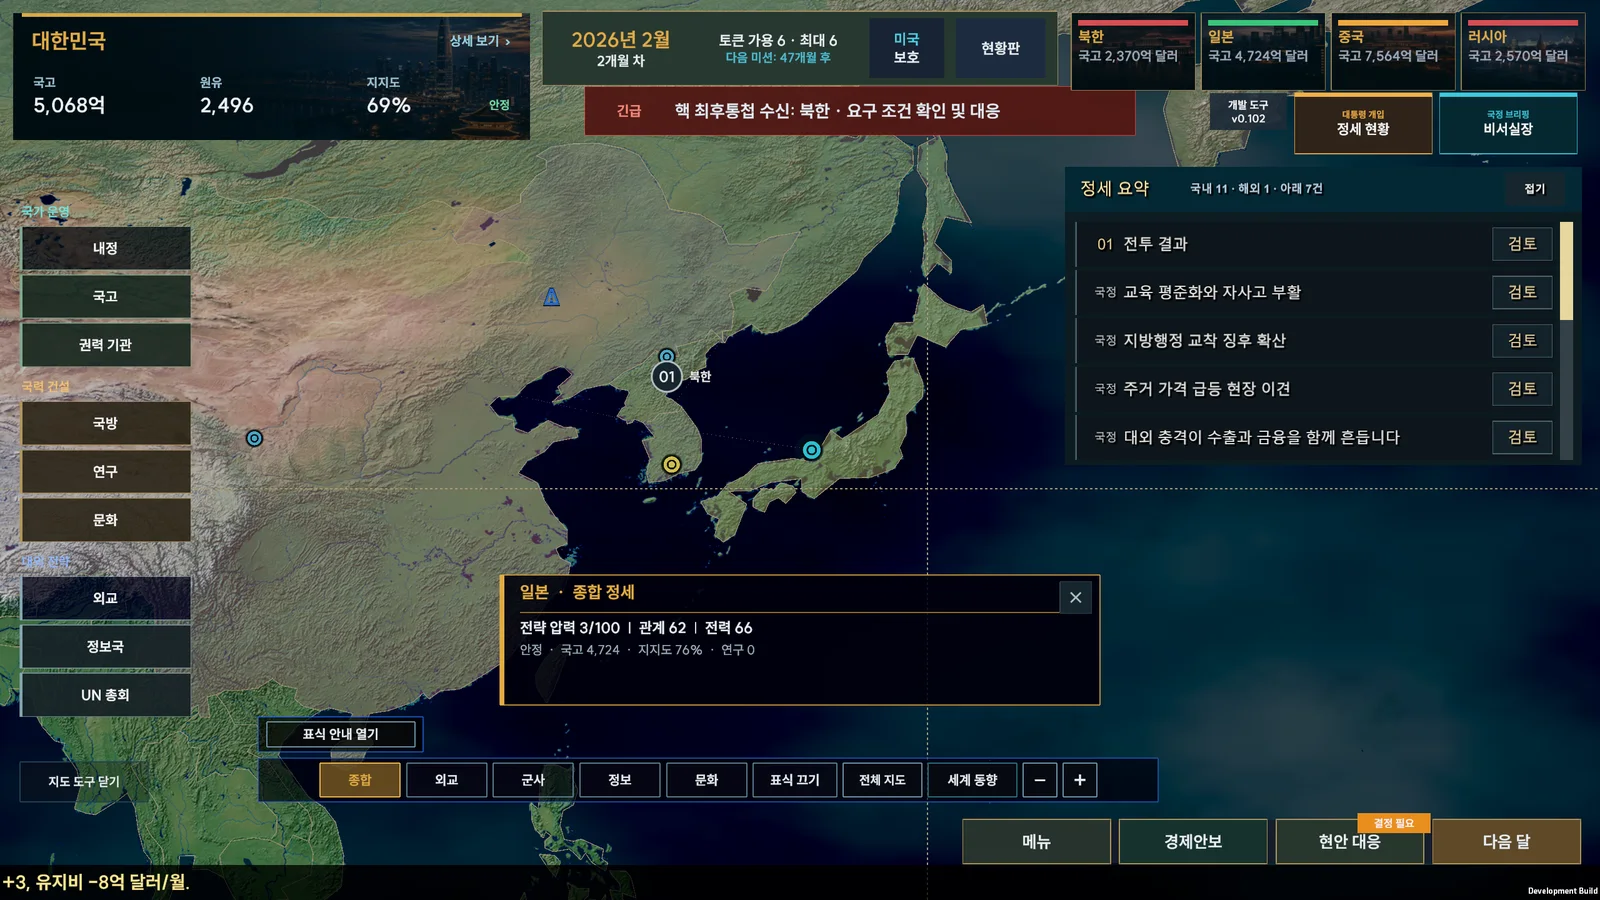 대한민국
상세 보기 ›
국고
원유
지지도
5,068억
2,496
69%
안정
2026년 2월
2개월 차
토큰 가용 6 · 최대 6
다음 미션: 47개월 후
미국
보호
현황판
북한
국고 2,370억 달러
일본
국고 4,724억 달러
중국
국고 7,564억 달러
러시아
국고 2,570억 달러
긴급
핵 최후통첩 수신: 북한 · 요구 조건 확인 및 대응
개발 도구
v0.102
대통령 개입
정세 현황
국정 브리핑
비서실장
정세 요약
국내 11 · 해외 1 · 아래 7건
접기
01 전투 결과
검토
국정 교육 평준화와 자사고 부활
검토
국정 지방행정 교착 징후 확산
검토
국정 주거 가격 급등 현장 이견
검토
국정 대외 충격이 수출과 금융을 함께 흔듭니다
검토
국가 운영
내정
국고
권력 기관
국력 건설
국방
연구
문화
외교
정보국
UN 총회
01
북한
일본 · 종합 정세
×
전략 압력 3/100 | 관계 62 | 전력 66
안정 · 국고 4,724 · 지지도 76% · 연구 0
표식 안내 열기
지도 도구 닫기
종합
외교
군사
정보
문화
표식 끄기
전체 지도
세계 동향
−
+
메뉴
경제안보
결정 필요
현안 대응
다음 달
+3, 유지비 -8억 달러/월.
Development Build